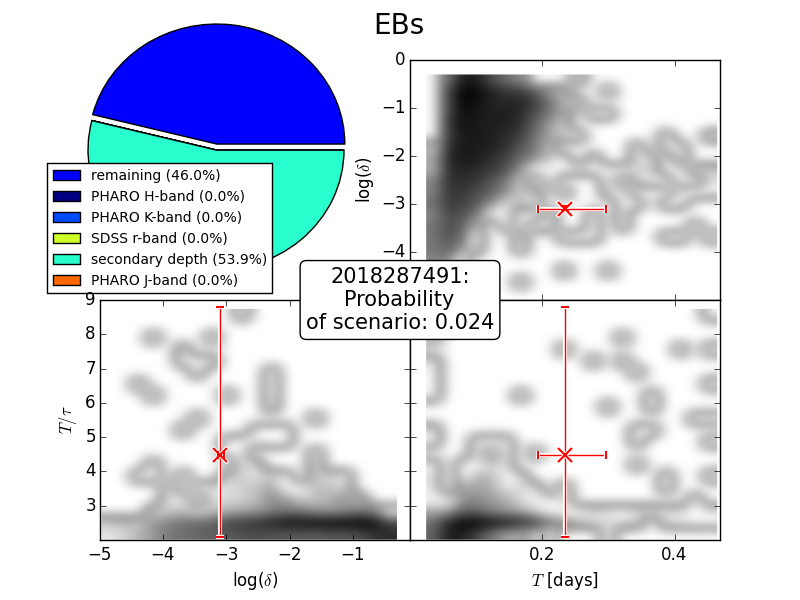 EBs
remaining (46.0%)
PHARO H-band (0.0%)
PHARO K-band (0.0%)
SDSS r-band (0.0%)
secondary depth (53.9%)
PHARO J-band (0.0%)
0
−1
−2
−3
−4
log(δ)
2018287491:
Probability
of scenario: 0.024
9
8
7
6
5
4
3
T/τ
−5 −4 −3 −2 −1
log(δ)
0.2 0.4
T [days]